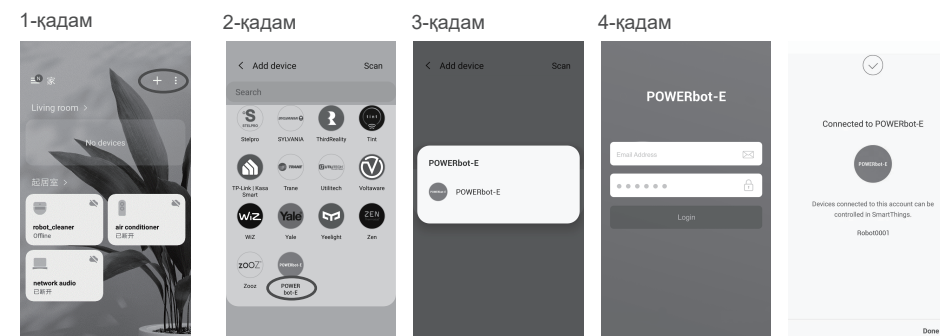 1-қадам
N
家
+
Living room >
No devices
起居室 >
robot_cleaner
Offline
air conditioner
已断开
network audio
已断开
2-қадам
< Add device Scan
Search
Stelpro SYLVANIA ThirdReality Tint
TP-Link | Kasa
Smart
Trane Utilitech Voltaware
WiZ Yale Yeelight Zen
Zooz
POWER
bot-E
3-қадам
< Add device Scan
POWERbot-E
POWERbot-E
4-қадам
POWERbot-E
Email Address
Login
Connected to POWERbot-E
POWERbot-E
Devices connected to this account can be
controlled in SmartThings.
Robot0001
Done